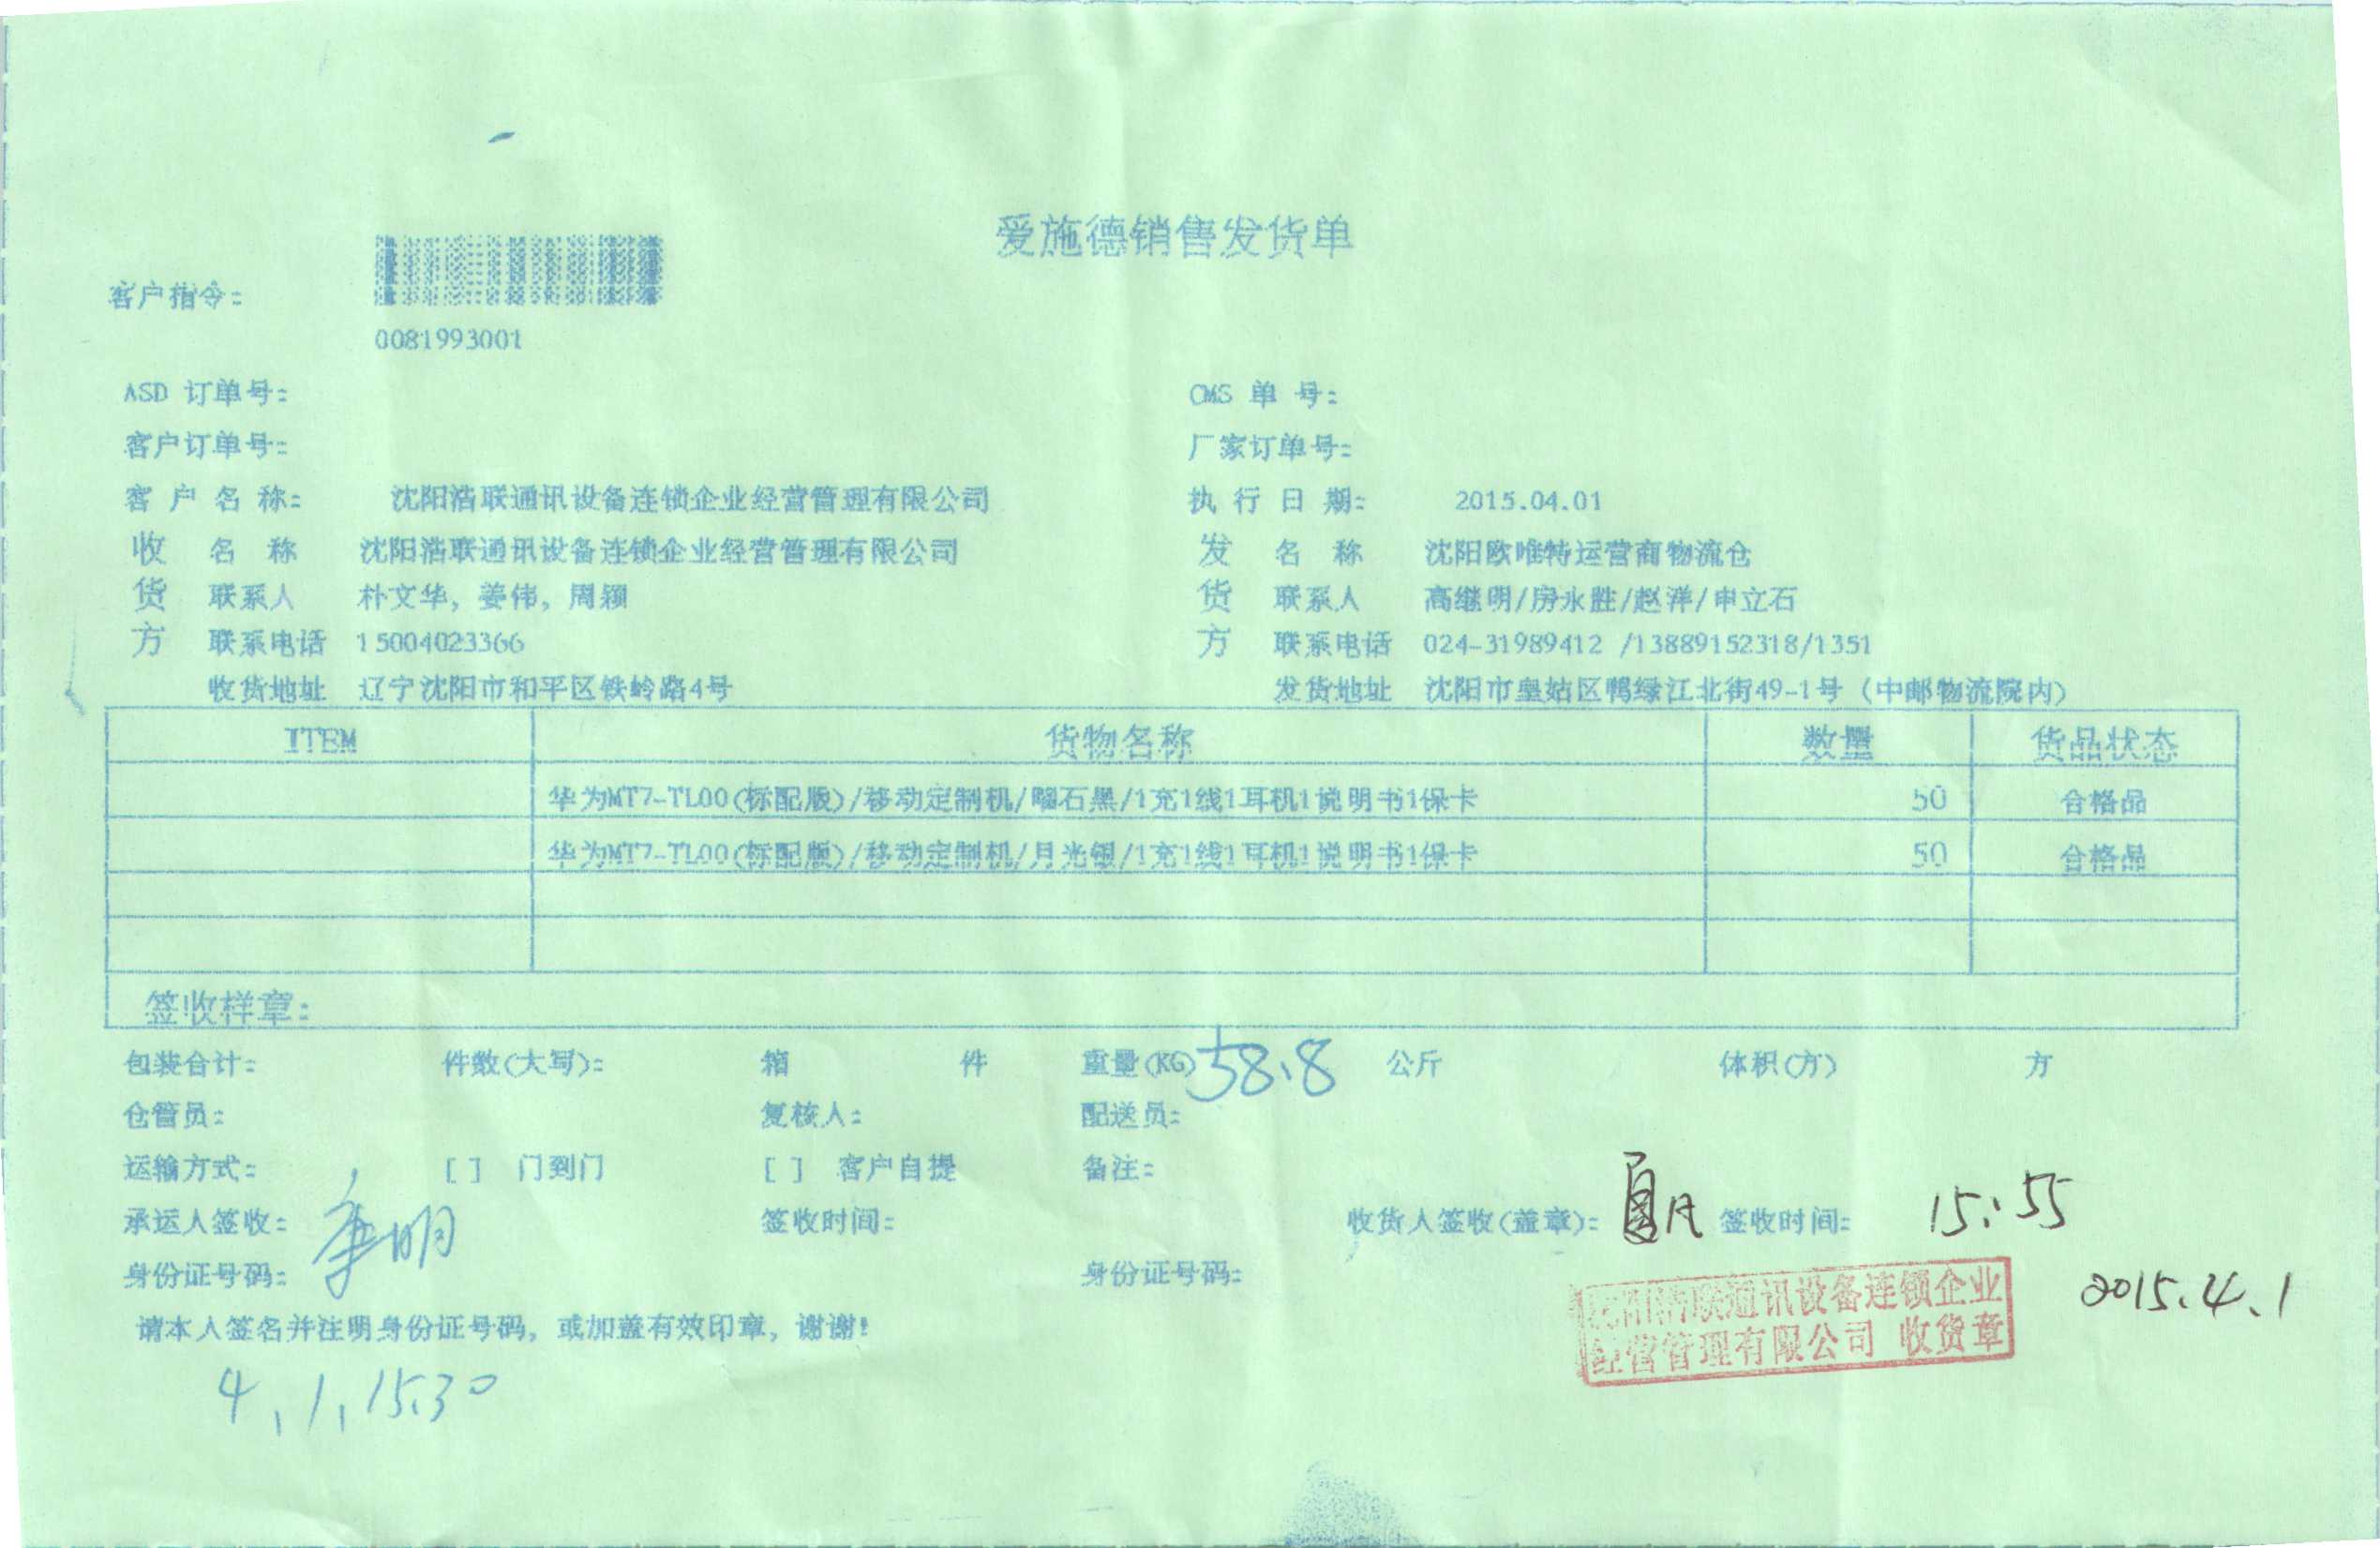 爱施德销售发货单
客户指令:
0081993001
ASD 订单号: CMS 单 号:
客户订单号: 厂家订单号:
客 户 名 称: 沈阳浩联通讯设备连锁企业经营管理有限公司 执 行 日 期: 2015.04.01
收 名 称 沈阳浩联通讯设备连锁企业经营管理有限公司 发 名 称 沈阳欧唯特运营商物流仓
货 联系人 朴文华, 姜伟, 周颖 货 联系人 高继明/房永胜/赵洋/申立石
方 联系电话 15004023366 方 联系电话 024-31989412 /13889152318/1351
收货地址 辽宁沈阳市和平区铁岭路4号 发货地址 沈阳市皇姑区鸭绿江北街49-1号 (中邮物流院内)
ITEM 货物名称 数量 货品状态
华为MT7-TL00(标配版)/移动定制机/曜石黑/1充1线1耳机1说明书1保卡 50 合格品
华为MT7-TL00(标配版)/移动定制机/月光银/1充1线1耳机1说明书1保卡 50 合格品
签收样章:
包装合计: 件数(大写): 箱 件 重量(KG) 58.8 公斤 体积(方) 方
仓管员: 复核人: 配送员:
运输方式: [ ] 门到门 [ ] 客户自提 备注:
承运人签收: 签收时间: 收货人签收(盖章): 签收时间: 15:55
身份证号码: 身份证号码:
2015.4.1
沈阳浩联通讯设备连锁企业
经营管理有限公司 收货章
请本人签名并注明身份证号码, 或加盖有效印章, 谢谢!
4.1.15:30